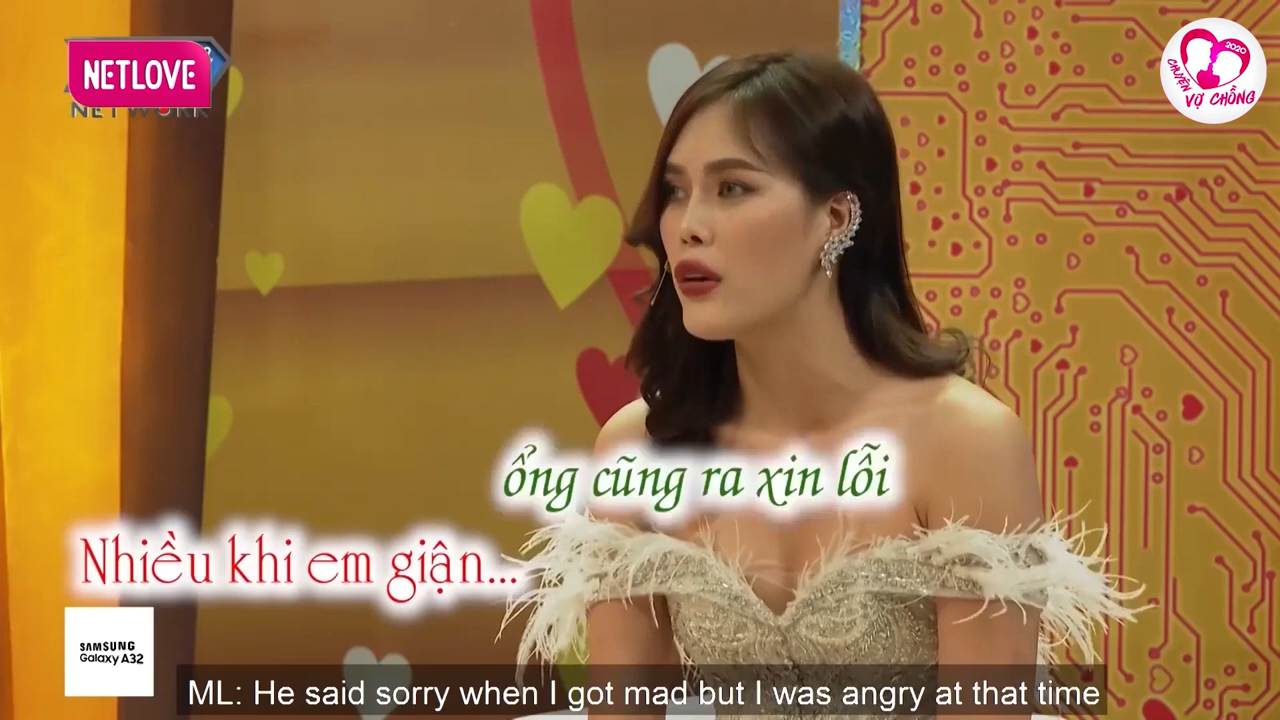 NETLOVE
NETWORK
2020
CHUYỆN
VỢ CHỒNG
ổng cũng ra xin lỗi
Nhiều khi em giận...
SAMSUNG
Galaxy A32
ML: He said sorry when I got mad but I was angry at that time